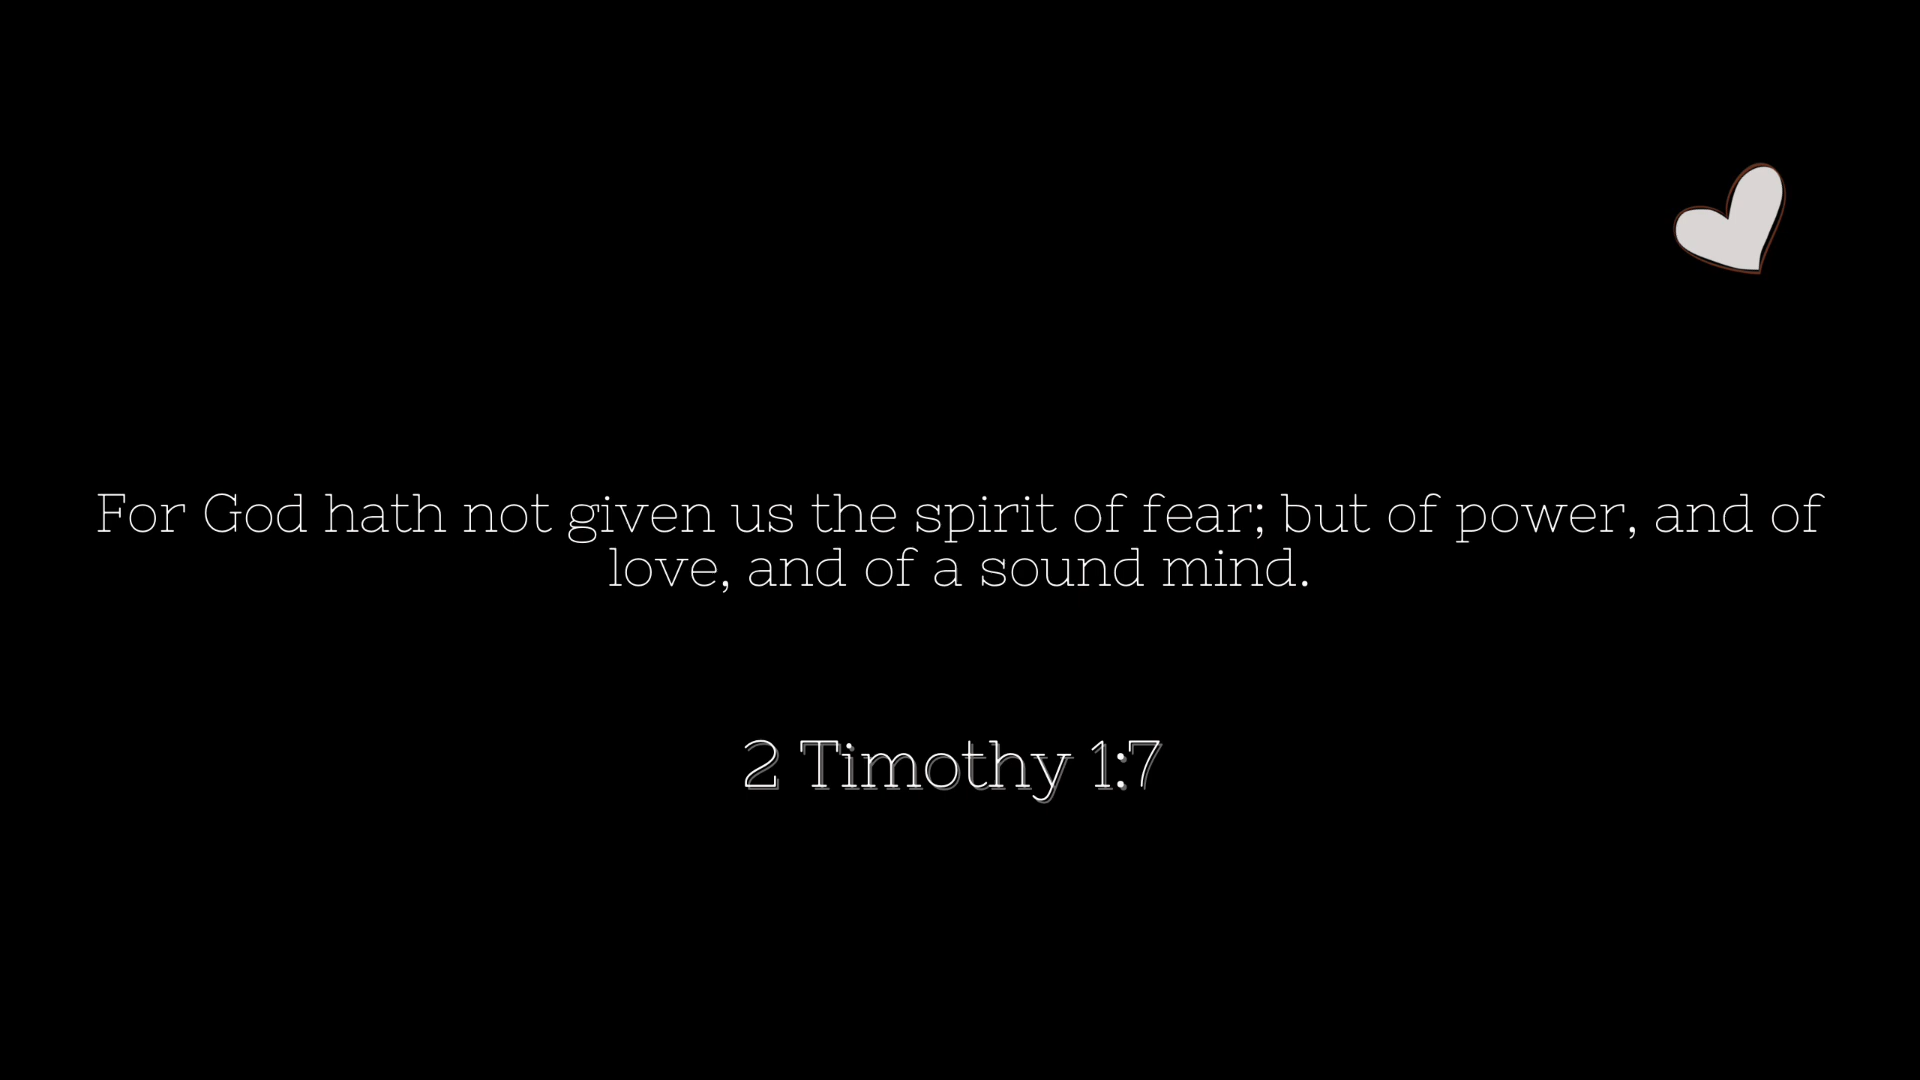 For God hath not given us the spirit of fear; but of power, and of
love, and of a sound mind.
2 Timothy 1:7